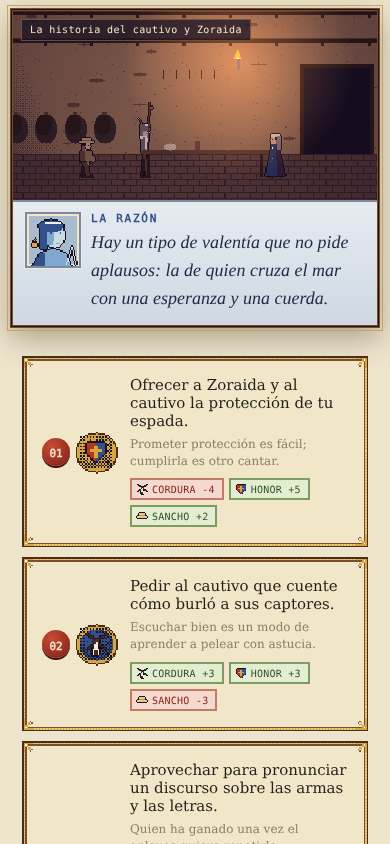 La historia del cautivo y Zoraida
LA RAZÓN
Hay un tipo de valentía que no pide
aplausos: la de quien cruza el mar
con una esperanza y una cuerda.
01
Ofrecer a Zoraida y al
cautivo la protección de tu
espada.
Prometer protección es fácil;
cumplirla es otro cantar.
CORDURA -4
HONOR +5
SANCHO +2
02
Pedir al cautivo que cuente
cómo burló a sus captores.
Escuchar bien es un modo de
aprender a pelear con astucia.
CORDURA +3
HONOR +3
SANCHO -3
Aprovechar para pronunciar
un discurso sobre las armas
y las letras.
Quien ha ganado una vez el